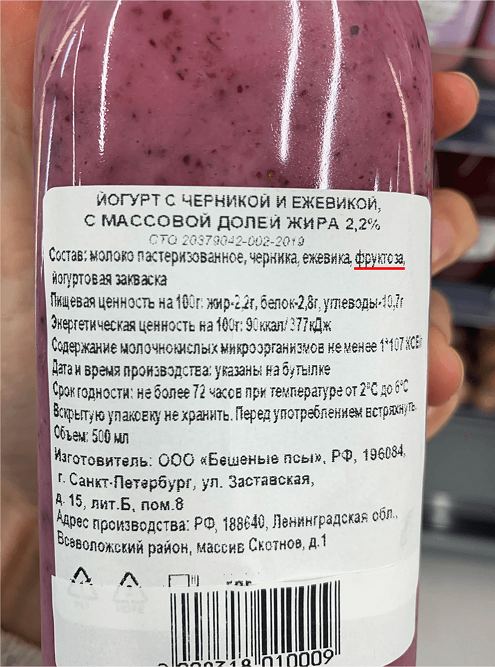 ЙОГУРТ С ЧЕРНИКОЙ И ЕЖЕВИКОЙ,
С МАССОВОЙ ДОЛЕЙ ЖИРА 2,2%
СТО 20379042-002-2019
Состав: молоко пастеризованное, черника, ежевика, фруктоза,
йогуртовая закваска
Пищевая ценность на 100г: жир-2,2г, белок-2,8г, углеводы-10,7г
Энергетическая ценность на 100г: 90ккал/377кДж
Содержание молочнокислых микроорганизмов не менее 1*107 КОЕ/г
Дата и время производства: указаны на бутылке
Срок годности: не более 72 часов при температуре от 2°С до 6°С
Вскрытую упаковку не хранить. Перед употреблением встряхнуть.
Объем: 500 мл
Изготовитель: ООО «Бешеные псы», РФ, 196084,
г. Санкт-Петербург, ул. Заставская,
д. 15, лит.Б, пом.8
Адрес производства: РФ, 188640, Ленинградская обл.,
Всеволожский район, массив Скотное, д.1
010009